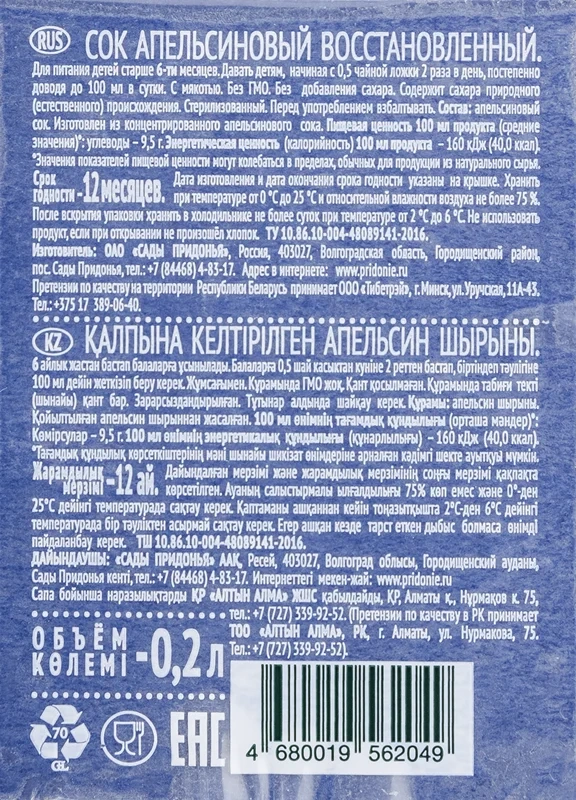 RUS СОК АПЕЛЬСИНОВЫЙ ВОССТАНОВЛЕННЫЙ.
Для питания детей старше 6-ти месяцев. Давать детям, начиная с 0,5 чайной ложки 2 раза в день, постепенно
доводя до 100 мл в сутки. С мякотью. Без ГМО. Без добавления сахара. Содержит сахара природного
(естественного) происхождения. Стерилизованный. Перед употреблением взбалтывать. Состав: апельсиновый
сок. Изготовлен из концентрированного апельсинового сока. Пищевая ценность 100 мл продукта (средние
значения)*: углеводы – 9,5 г. Энергетическая ценность (калорийность) 100 мл продукта – 160 кДж (40,0 ккал).
*Значения показателей пищевой ценности могут колебаться в пределах, обычных для продукции из натурального сырья.
Срок годности - 12 месяцев. Дата изготовления и дата окончания срока годности указаны на крышке. Хранить
при температуре от 0 °С до 25 °С и относительной влажности воздуха не более 75 %.
После вскрытия упаковки хранить в холодильнике не более суток при температуре от 2 °С до 6 °С. Не использовать
продукт, если при открывании не произошёл хлопок. ТУ 10.86.10-004-48089141-2016.
Изготовитель: ОАО «САДЫ ПРИДОНЬЯ», Россия, 403027, Волгоградская область, Городищенский район,
пос. Сады Придонья, тел.: +7 (84468) 4-83-17. Адрес в интернете: www.pridonie.ru
Претензии по качеству на территории Республики Беларусь принимает ООО «Тибетрэй», г. Минск, ул. Уручская, 11А-43.
Тел.: +375 17 389-06-40.
KZ ҚАЛПЫНА КЕЛТІРІЛГЕН АПЕЛЬСИН ШЫРЫНЫ.
6 айлық жастан бастап балаларға ұсынылады. Балаларға 0,5 шай касықтан күніне 2 реттен бастап, біртіндеп тәулігіне
100 мл дейін жеткізіп беру керек. Жұмсағымен. Құрамында ГМО жоқ. Қант қосылмаған. Құрамында табиғи текті
(шынайы) қант бар. Зарарсыздандырылған. Тұтынар алдында шайқау керек. Құрамы: апельсин шырыны.
Қойылтылған апельсин шырыннан жасалған. 100 мл өнімнің тағамдық құндылығы (орташа мәндер)*:
Көмірсулар – 9,5 г. 100 мл өнімнің энергетикалық құндылығы (құнарлылығы) – 160 кДж (40,0 ккал).
*Тағамдық құндылық көрсеткіштерінің мәні шынайы шикізат өнімдеріне арналған кәдімгі шекте ауытқуы мүмкін.
Жарамдылық мерзімі - 12 ай. Дайындалған мерзімі және жарамдылық мерзімінің соңғы мерзімі қақпақта
көрсетілген. Ауаның салыстырмалы ылғалдылығы 75% көп емес және 0°-ден
25°С дейінгі температурада сақтау керек. Қаптаманы ашқаннан кейін тоңазытқышта 2°С-ден 6°С дейінгі
температурада бір тәуліктен асырмай сақтау керек. Егер ашқан кезде тарст еткен дыбыс болмаса өнімді
пайдаланбау керек. ТШ 10.86.10-004-48089141-2016.
ДАЙЫНДАУШЫ: «САДЫ ПРИДОНЬЯ» ААҚ, Ресей, 403027, Волгоград облысы, Городищенский ауданы,
Сады Придонья кенті, тел.: +7 (84468) 4-83-17. Интернеттегі мекен-жай: www.pridonie.ru
Сапа бойынша наразылықтарды ҚР «АЛТЫН АЛМА» ЖШС қабылдайды, ҚР, Алматы қ., Нұрмақов к. 75,
тел.: +7 (727) 339-92-52. (Претензии по качеству в РК принимает
ТОО «АЛТЫН АЛМА», РК, г. Алматы, ул. Нурмакова, 75.
Тел.: +7 (727) 339-92-52).
ОБЪЁМ КӨЛЕМІ - 0,2 л
70
C/GL
EAC
4 680019 562049